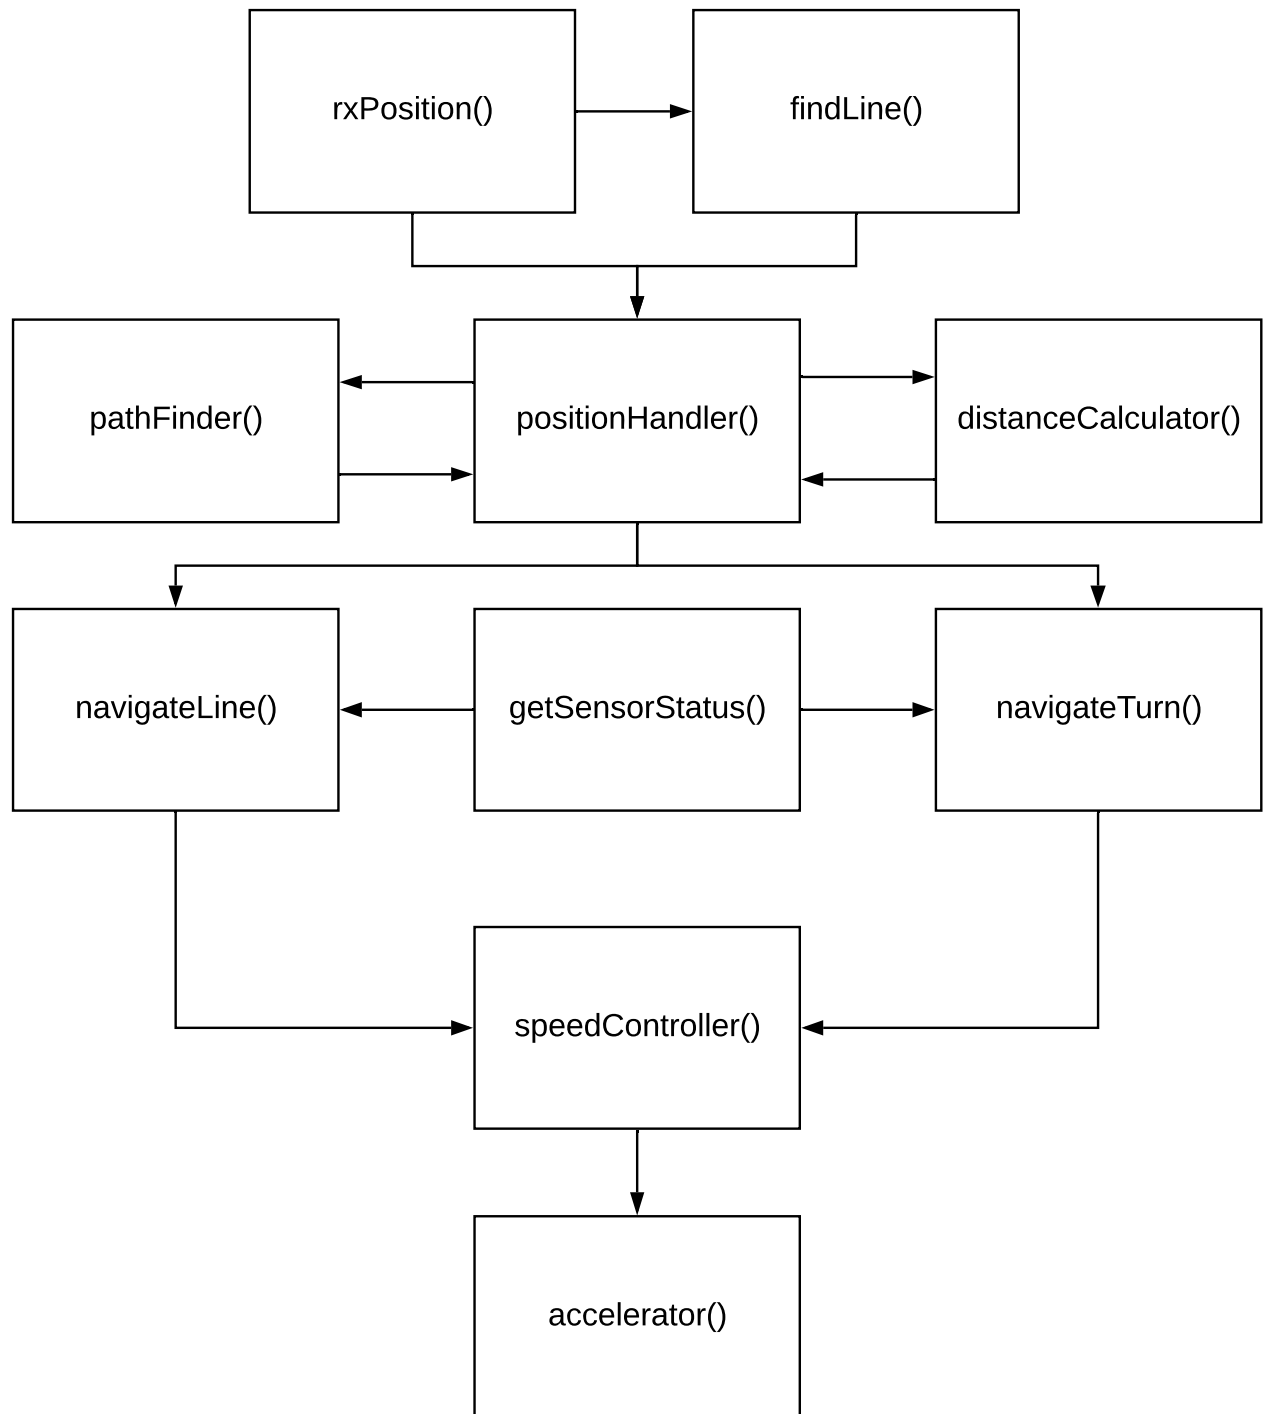 rxPosition()
findLine()
pathFinder()
positionHandler()
distanceCalculator()
navigateLine()
getSensorStatus()
navigateTurn()
speedController()
accelerator()